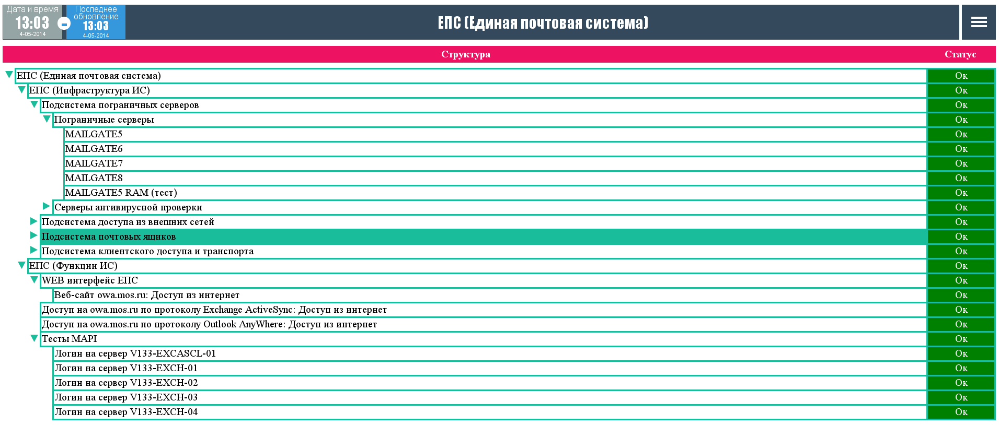 Дата и время
13:03
4-05-2014
Последнее
обновление
13:03
4-05-2014
ЕПС (Единая почтовая система)
Структура Статус
ЕПС (Единая почтовая система) Ок
ЕПС (Инфраструктура ИС) Ок
Подсистема пограничных серверов Ок
Пограничные серверы Ок
MAILGATE5 Ок
MAILGATE6 Ок
MAILGATE7 Ок
MAILGATE8 Ок
MAILGATE5 RAM (тест) Ок
Серверы антивирусной проверки Ок
Подсистема доступа из внешних сетей Ок
Подсистема почтовых ящиков Ок
Подсистема клиентского доступа и транспорта Ок
ЕПС (Функции ИС) Ок
WEB интерфейс ЕПС Ок
Веб-сайт owa.mos.ru: Доступ из интернет Ок
Доступ на owa.mos.ru по протоколу Exchange ActiveSync: Доступ из интернет Ок
Доступ на owa.mos.ru по протоколу Outlook AnyWhere: Доступ из интернет Ок
Тесты MAPI Ок
Логин на сервер V133-EXCASCL-01 Ок
Логин на сервер V133-EXCH-01 Ок
Логин на сервер V133-EXCH-02 Ок
Логин на сервер V133-EXCH-03 Ок
Логин на сервер V133-EXCH-04 Ок